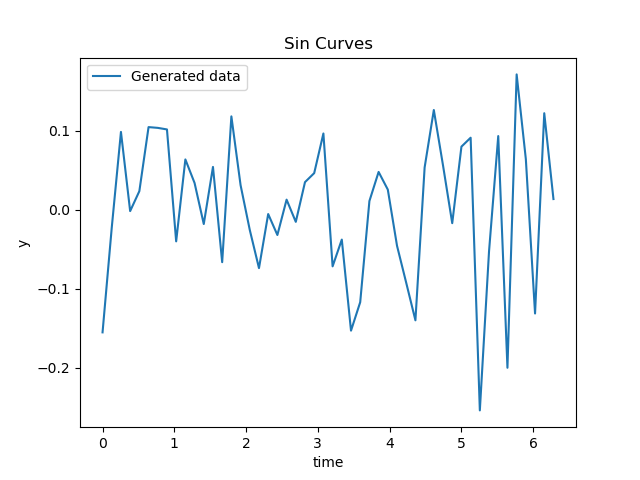 Sin Curves
Generated data
0.1
0.0
−0.1
−0.2
y
0 1 2 3 4 5 6
time